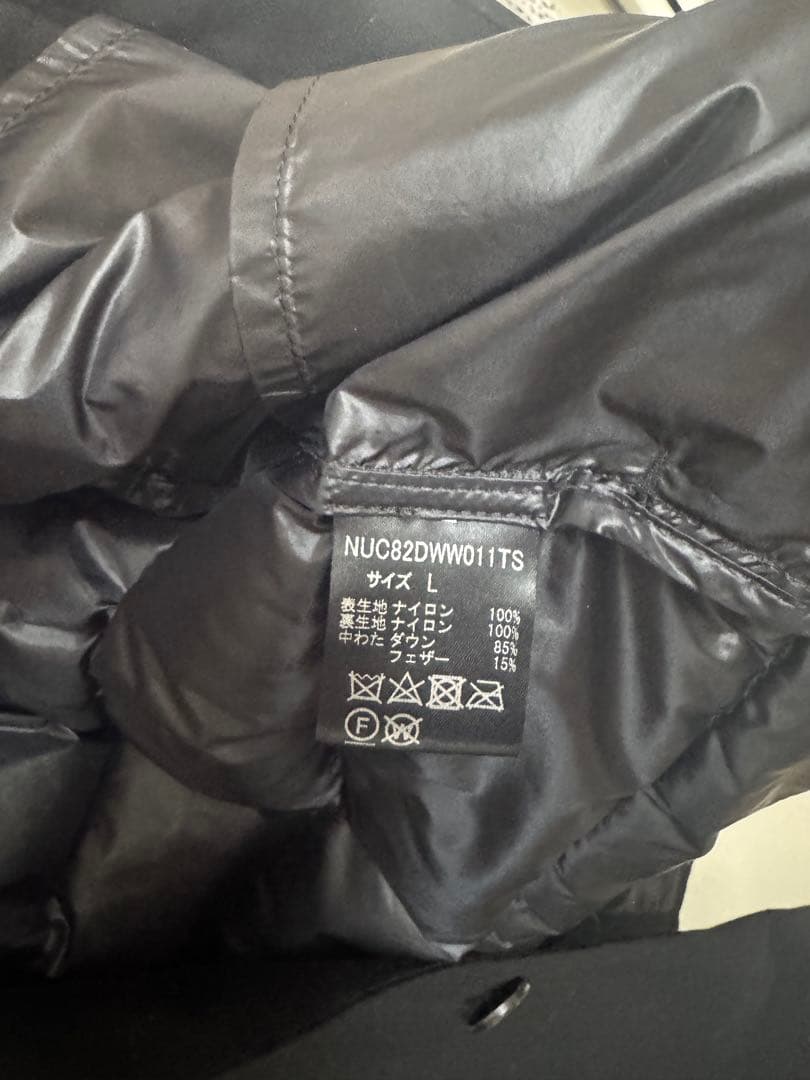 NUC82DWW011TS
サイズ L
表生地 ナイロン 100%
裏生地 ナイロン 100%
中わた ダウン 85%
フェザー 15%
F W